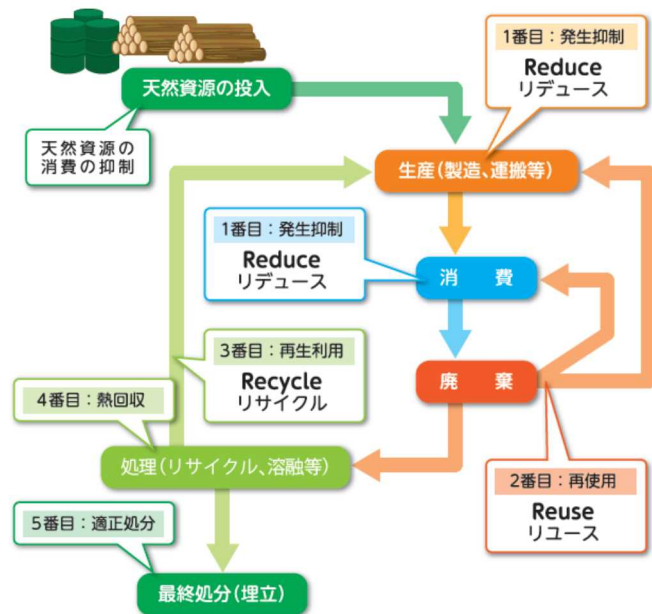 1番目：発生抑制
Reduce
リデュース
天然資源の投入
天然資源の
消費の抑制
生産（製造、運搬等）
1番目：発生抑制
Reduce
リデュース
消　費
3番目：再生利用
Recycle
リサイクル
廃　棄
4番目：熱回収
処理（リサイクル、溶融等）
2番目：再使用
Reuse
リユース
5番目：適正処分
最終処分（埋立）